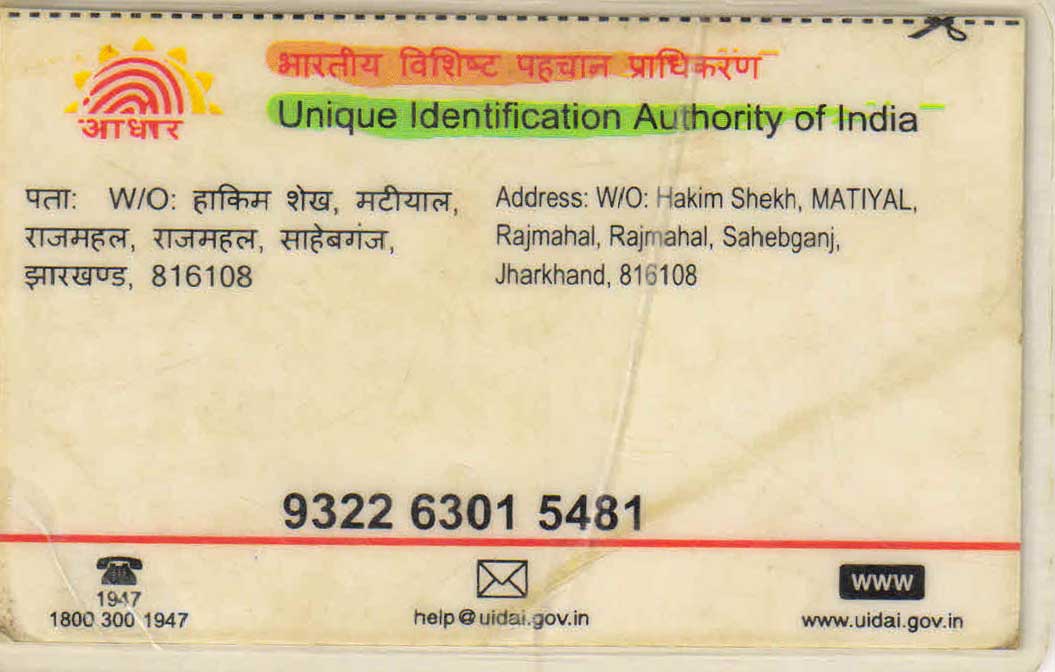 आधार
भारतीय विशिष्ट पहचान प्राधिकरण
Unique Identification Authority of India
पता: W/O: हाकिम शेख, मटीयाल,
राजमहल, राजमहल, साहेबगंज,
झारखण्ड, 816108
Address: W/O: Hakim Shekh, MATIYAL,
Rajmahal, Rajmahal, Sahebganj,
Jharkhand, 816108
9322 6301 5481
1947
1800 300 1947
help@uidai.gov.in
www
www.uidai.gov.in